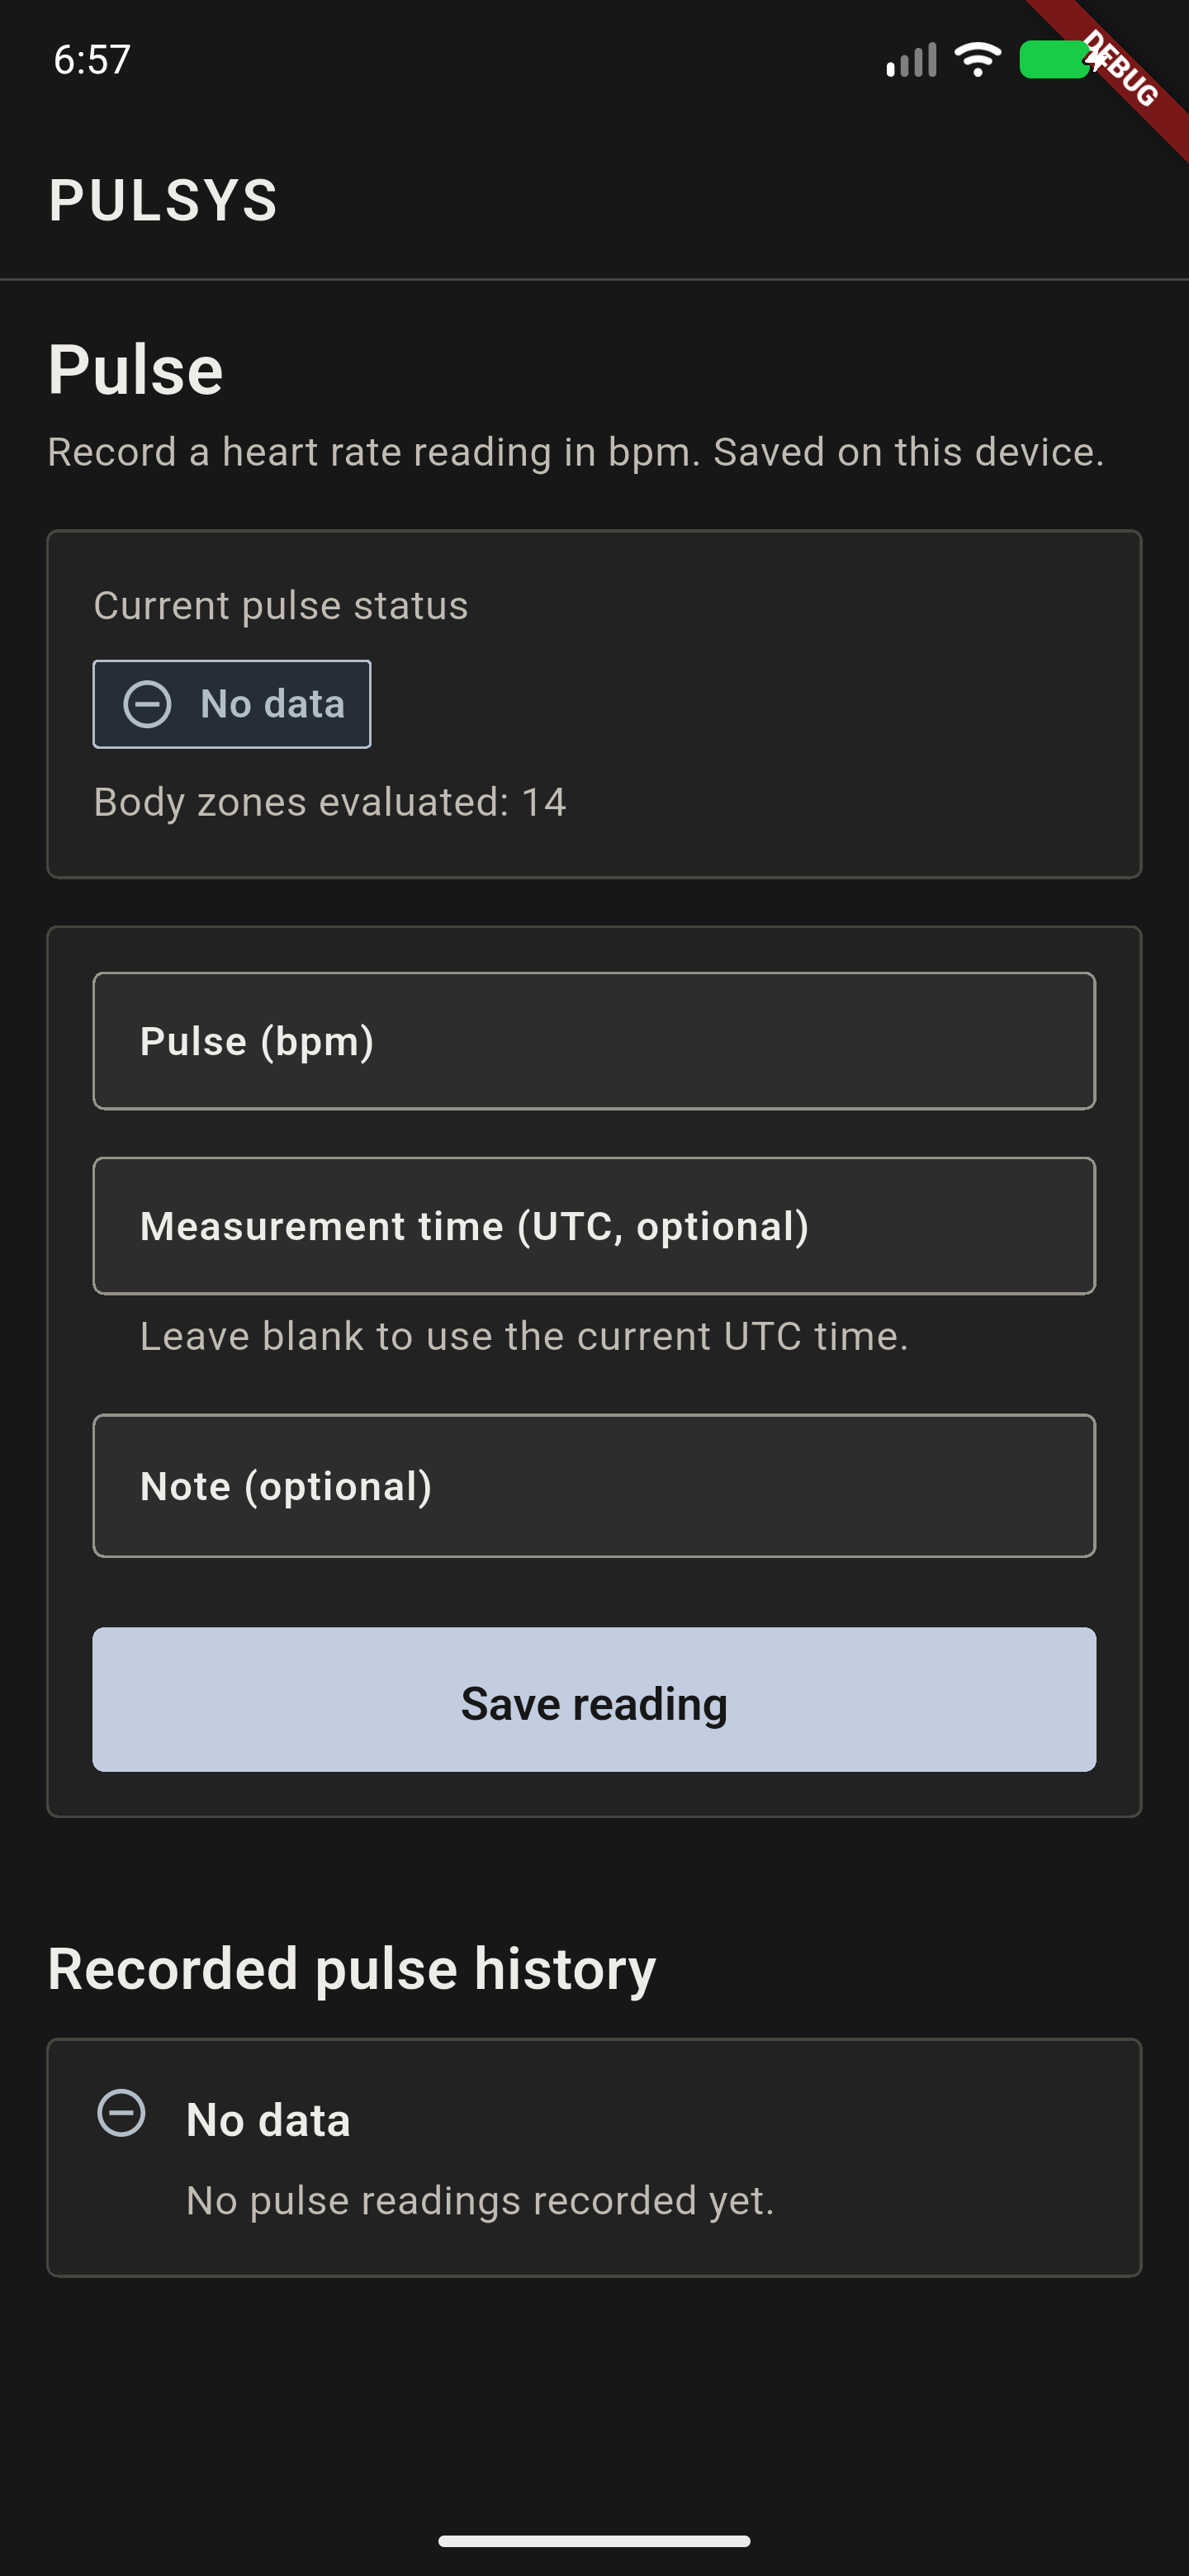 6:57
DEBUG
PULSYS
Pulse
Record a heart rate reading in bpm. Saved on this device.
Current pulse status
No data
Body zones evaluated: 14
Pulse (bpm)
Measurement time (UTC, optional)
Leave blank to use the current UTC time.
Note (optional)
Save reading
Recorded pulse history
No data
No pulse readings recorded yet.